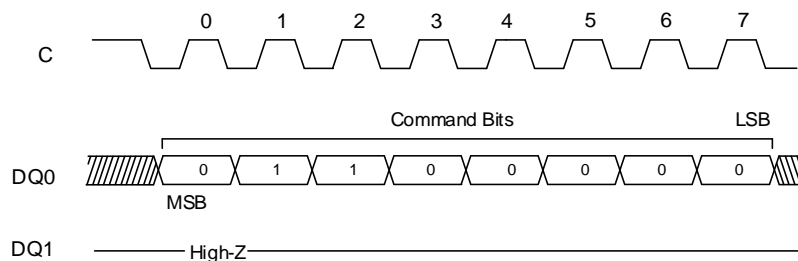 0 1 2 3 4 5 6 7
C
Command Bits LSB
DQ0 0 1 1 0 0 0 0 0
MSB
DQ1 High-Z